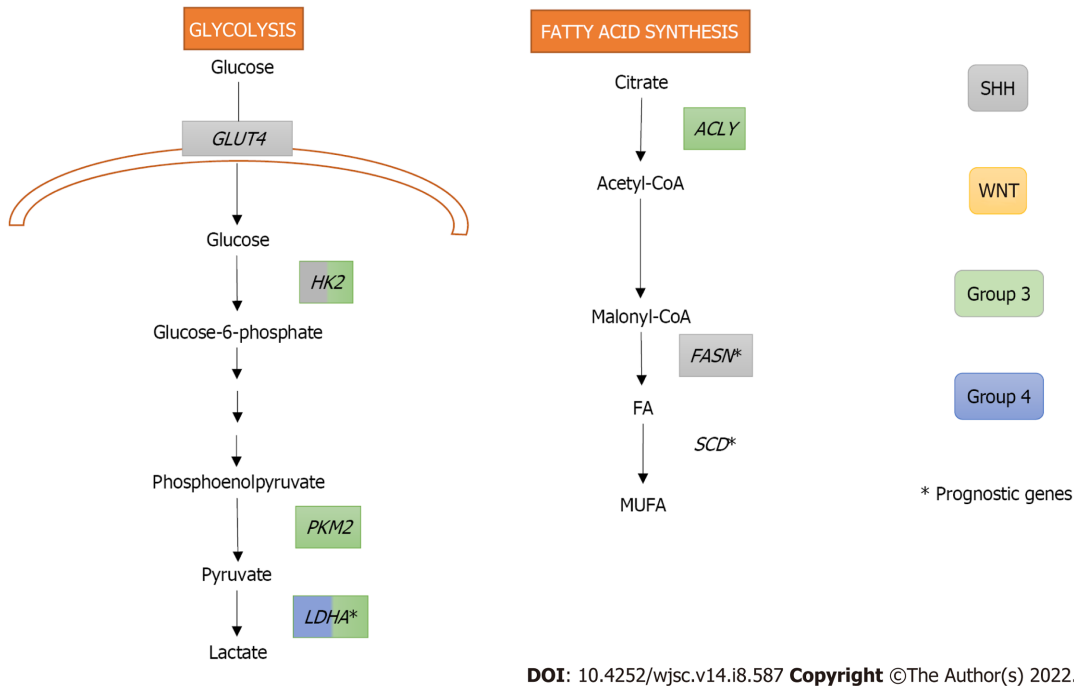 GLYCOLYSIS
Glucose
GLUT4
Glucose
HK2
Glucose-6-phosphate
Phosphoenolpyruvate
PKM2
Pyruvate
LDHA*
Lactate
FATTY ACID SYNTHESIS
Citrate
ACLY
Acetyl-CoA
Malonyl-CoA
FASN*
FA
SCD*
MUFA
SHH
WNT
Group 3
Group 4
* Prognostic genes
DOI: 10.4252/wjsc.v14.i8.587 Copyright ©The Author(s) 2022.